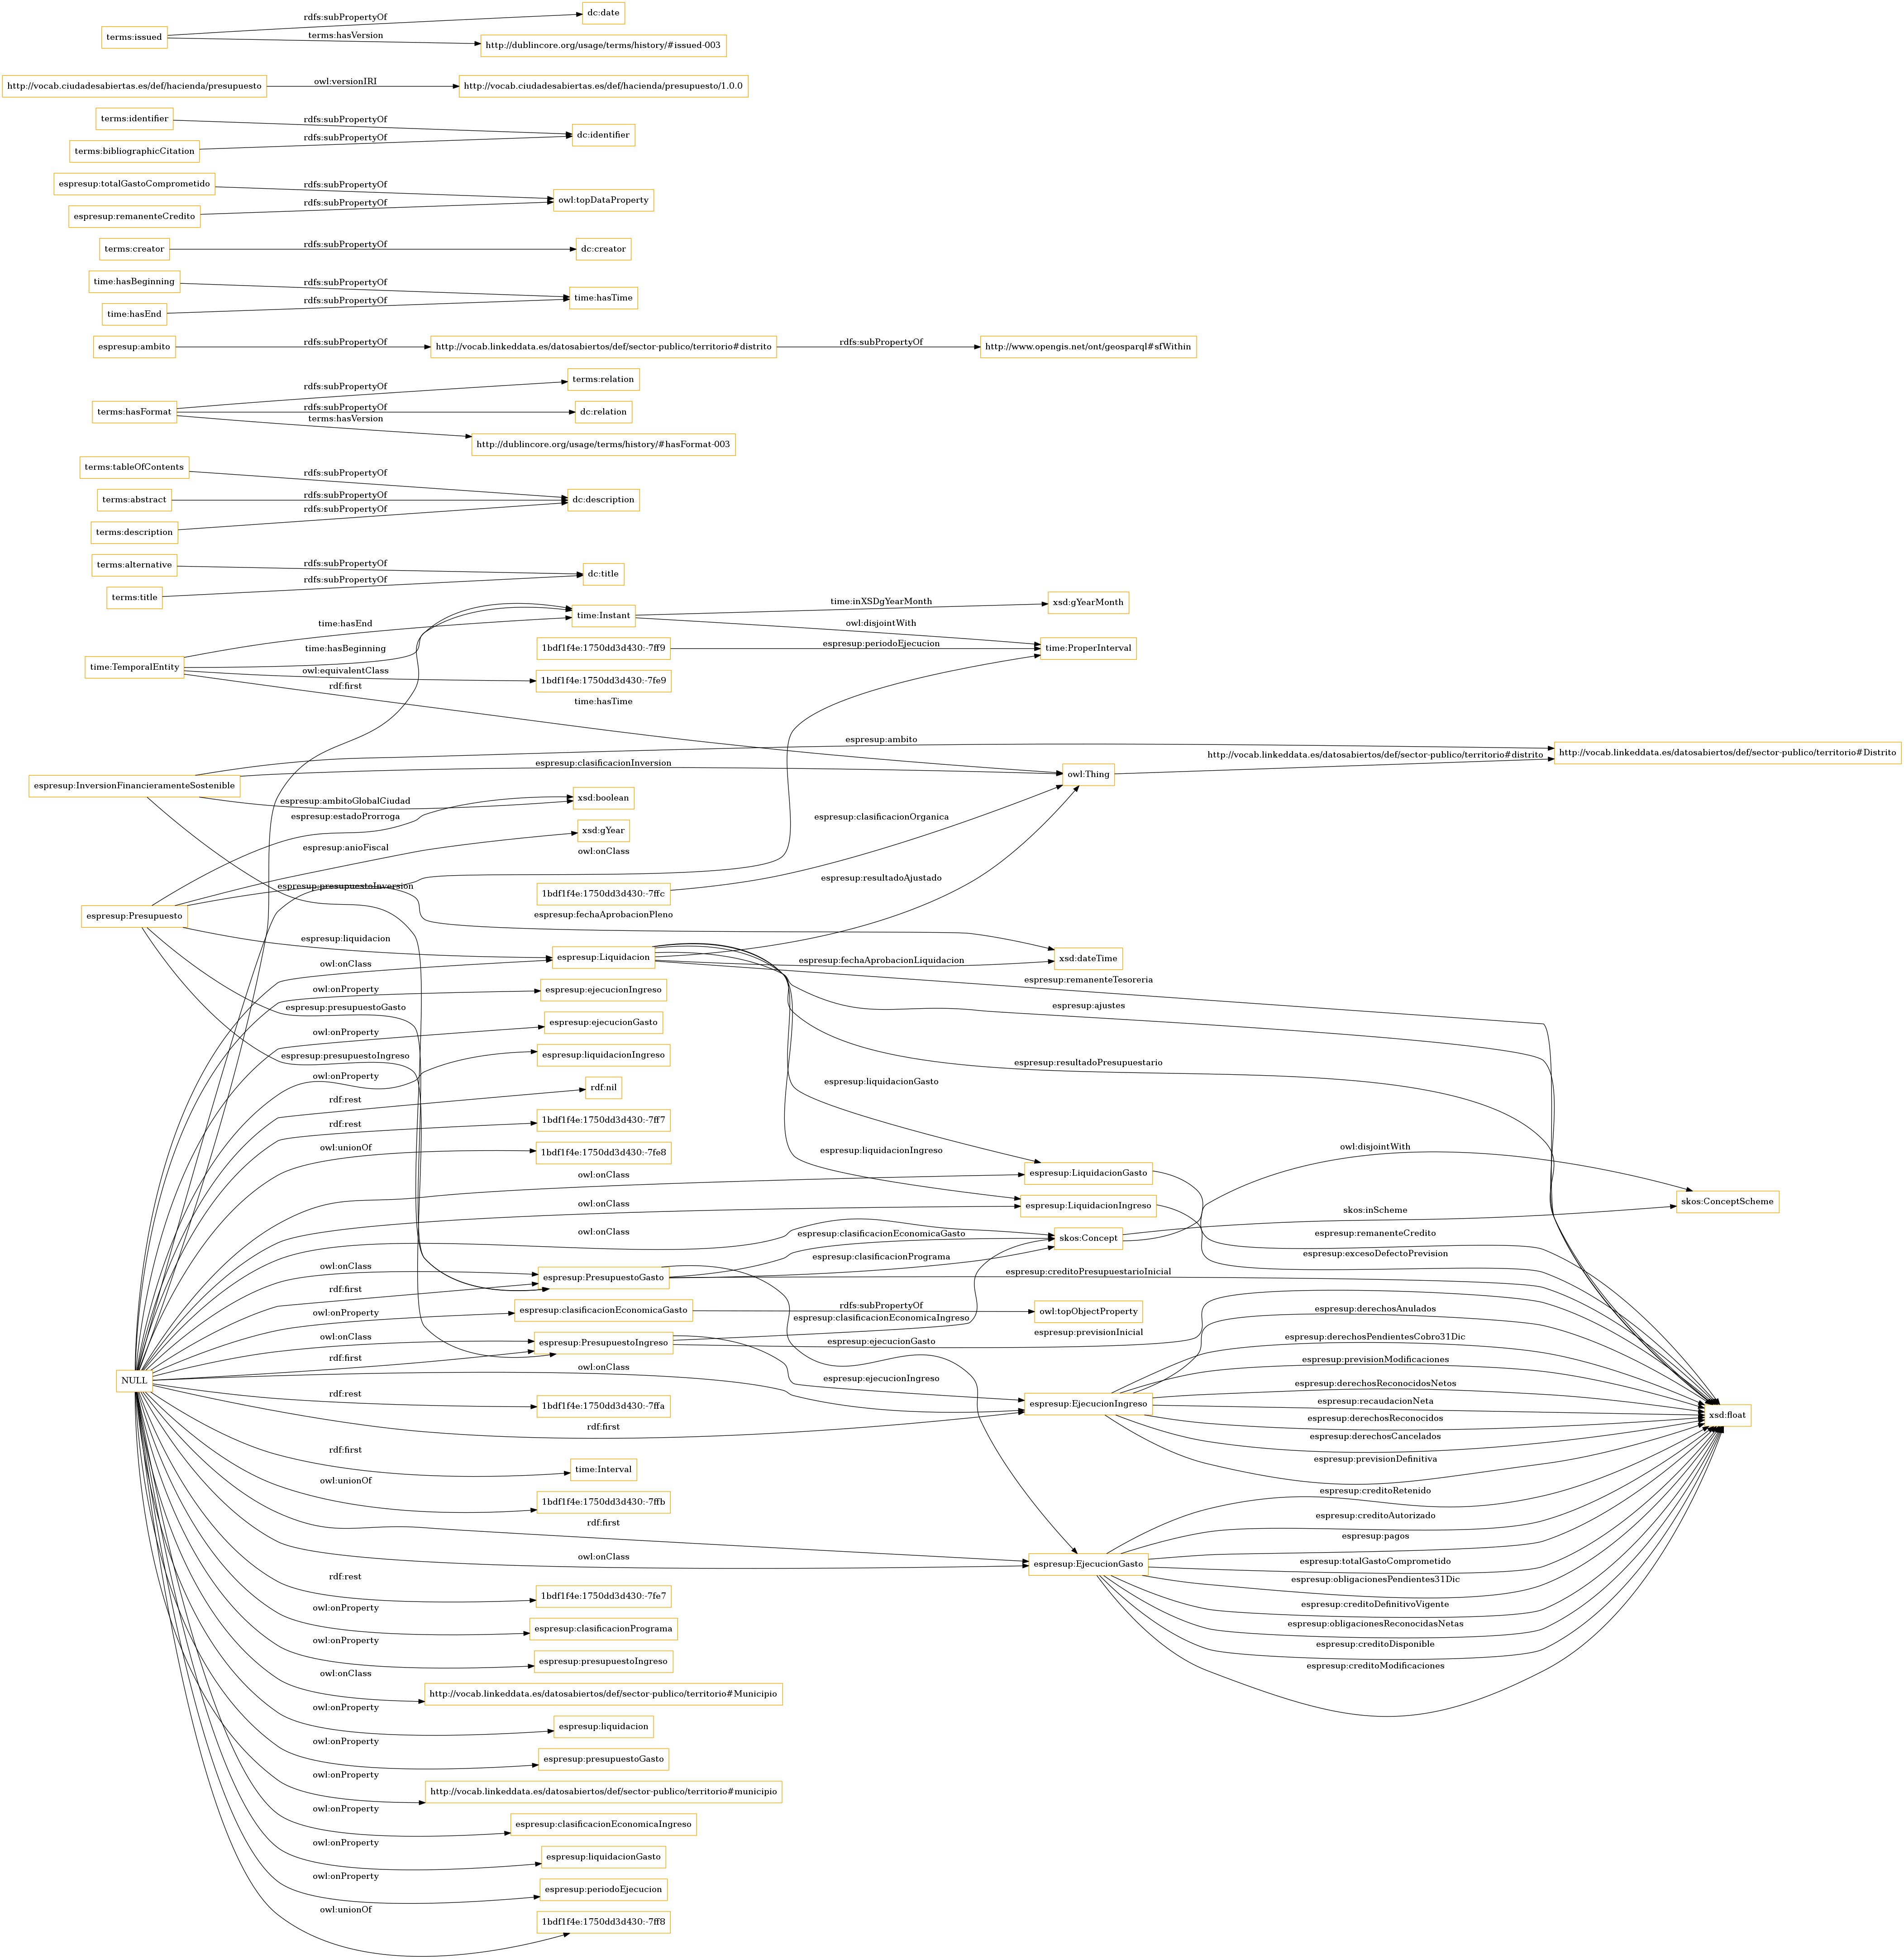 rdfs:subPropertyOf
dc:date
terms:issued
terms:hasVersion
http://dublincore.org/usage/terms/history/#issued-003
http://vocab.ciudadesabiertas.es/def/hacienda/presupuesto
owl:versionIRI
http://vocab.ciudadesabiertas.es/def/hacienda/presupuesto/1.0.0
terms:identifier
rdfs:subPropertyOf
dc:identifier
rdfs:subPropertyOf
terms:bibliographicCitation
espresup:totalGastoComprometido
rdfs:subPropertyOf
owl:topDataProperty
rdfs:subPropertyOf
espresup:remanenteCredito
terms:creator
rdfs:subPropertyOf
dc:creator
time:hasBeginning
rdfs:subPropertyOf
time:hasTime
rdfs:subPropertyOf
time:hasEnd
espresup:ambito
rdfs:subPropertyOf
http://vocab.linkeddata.es/datosabiertos/def/sector-publico/territorio#distrito
rdfs:subPropertyOf
http://www.opengis.net/ont/geosparql#sfWithin
rdfs:subPropertyOf
terms:relation
terms:hasFormat
rdfs:subPropertyOf
dc:relation
terms:hasVersion
http://dublincore.org/usage/terms/history/#hasFormat-003
terms:tableOfContents
rdfs:subPropertyOf
terms:abstract
rdfs:subPropertyOf
dc:description
rdfs:subPropertyOf
terms:description
terms:alternative
rdfs:subPropertyOf
dc:title
rdfs:subPropertyOf
terms:title
time:Instant
time:inXSDgYearMonth
xsd:gYearMonth
time:hasEnd
owl:disjointWith
time:hasBeginning
1bdf1f4e:1750dd3d430:-7ff9
espresup:periodoEjecucion
time:ProperInterval
time:TemporalEntity
owl:equivalentClass
1bdf1f4e:1750dd3d430:-7fe9
rdf:first
time:hasTime
espresup:ambito
http://vocab.linkeddata.es/datosabiertos/def/sector-publico/territorio#distrito
http://vocab.linkeddata.es/datosabiertos/def/sector-publico/territorio#Distrito
espresup:clasificacionInversion
owl:Thing
espresup:InversionFinancieramenteSostenible
espresup:ambitoGlobalCiudad
xsd:boolean
espresup:estadoProrroga
espresup:clasificacionOrganica
xsd:gYear
espresup:anioFiscal
owl:onClass
espresup:resultadoAjustado
espresup:presupuestoInversion
1bdf1f4e:1750dd3d430:-7ffc
espresup:Presupuesto
espresup:fechaAprobacionPleno
espresup:liquidacion
espresup:Liquidacion
espresup:fechaAprobacionLiquidacion
xsd:dateTime
owl:onClass
espresup:remanenteTesoreria
owl:onProperty
espresup:ejecucionIngreso
espresup:presupuestoGasto
espresup:ajustes
owl:onProperty
espresup:ejecucionGasto
espresup:presupuestoIngreso
espresup:liquidacionIngreso
espresup:resultadoPresupuestario
owl:onProperty
espresup:liquidacionGasto
rdf:rest
rdf:nil
rdf:rest
1bdf1f4e:1750dd3d430:-7ff7
owl:unionOf
1bdf1f4e:1750dd3d430:-7fe8
espresup:liquidacionIngreso
owl:disjointWith
owl:onClass
espresup:LiquidacionGasto
owl:onClass
espresup:LiquidacionIngreso
skos:inScheme
skos:ConceptScheme
owl:onClass
espresup:clasificacionEconomicaGasto
skos:Concept
espresup:remanenteCredito
espresup:clasificacionPrograma
espresup:excesoDefectoPrevision
owl:onClass
espresup:PresupuestoGasto
espresup:creditoPresupuestarioInicial
rdf:first
owl:onProperty
espresup:clasificacionEconomicaGasto
rdfs:subPropertyOf
owl:topObjectProperty
espresup:derechosAnulados
espresup:clasificacionEconomicaIngreso
owl:onClass
espresup:PresupuestoIngreso
espresup:ejecucionGasto
espresup:previsionInicial
espresup:derechosPendientesCobro31Dic
rdf:first
owl:onClass
espresup:previsionModificaciones
NULL
espresup:ejecucionIngreso
espresup:derechosReconocidosNetos
rdf:rest
1bdf1f4e:1750dd3d430:-7ffa
espresup:EjecucionIngreso
espresup:recaudacionNeta
xsd:float
rdf:first
espresup:derechosReconocidos
espresup:derechosCancelados
rdf:first
time:Interval
espresup:previsionDefinitiva
owl:unionOf
1bdf1f4e:1750dd3d430:-7ffb
espresup:creditoRetenido
rdf:first
espresup:creditoAutorizado
espresup:pagos
owl:onClass
espresup:EjecucionGasto
espresup:totalGastoComprometido
rdf:rest
1bdf1f4e:1750dd3d430:-7fe7
espresup:obligacionesPendientes31Dic
owl:onProperty
espresup:clasificacionPrograma
espresup:creditoDefinitivoVigente
espresup:obligacionesReconocidasNetas
owl:onProperty
espresup:presupuestoIngreso
espresup:creditoDisponible
owl:onClass
http://vocab.linkeddata.es/datosabiertos/def/sector-publico/territorio#Municipio
espresup:creditoModificaciones
owl:onProperty
espresup:liquidacion
owl:onProperty
espresup:presupuestoGasto
owl:onProperty
http://vocab.linkeddata.es/datosabiertos/def/sector-publico/territorio#municipio
owl:onProperty
espresup:clasificacionEconomicaIngreso
owl:onProperty
espresup:liquidacionGasto
owl:onProperty
espresup:periodoEjecucion
owl:unionOf
1bdf1f4e:1750dd3d430:-7ff8